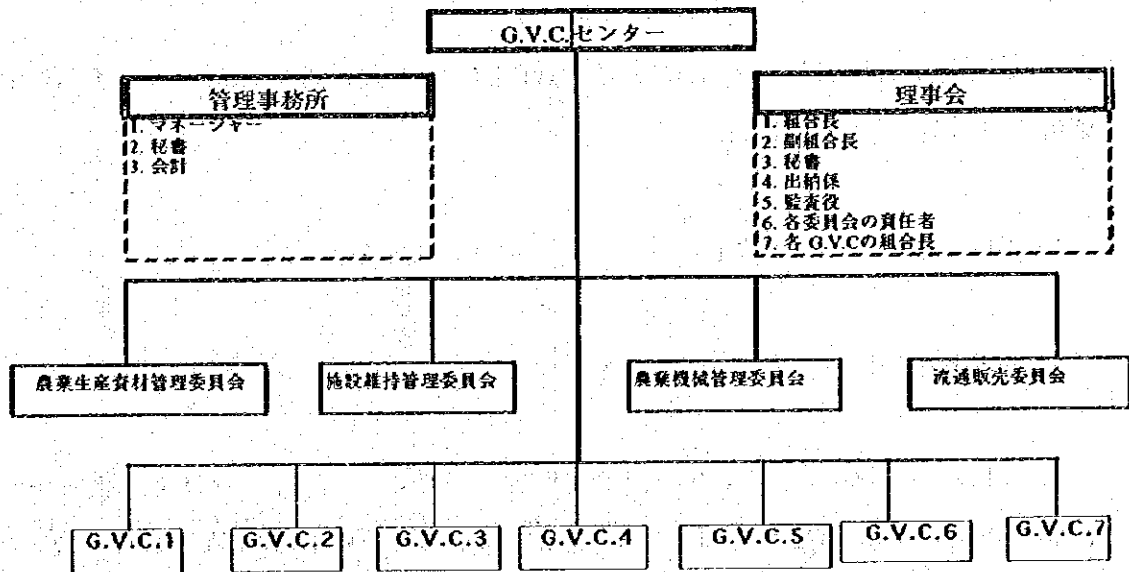 G.V.C.センター
管理事務所
1. マネージャー
2. 秘書
3. 会計
理事会
1. 組合長
2. 副組合長
3. 秘書
4. 出納係
5. 監査役
6. 各委員会の責任者
7. 各 G.V.Cの組合長
農業生産資材管理委員会
施設維持管理委員会
農業機械管理委員会
流通販売委員会
G.V.C.1
G.V.C.2
G.V.C.3
G.V.C.4
G.V.C.5
G.V.C.6
G.V.C.7